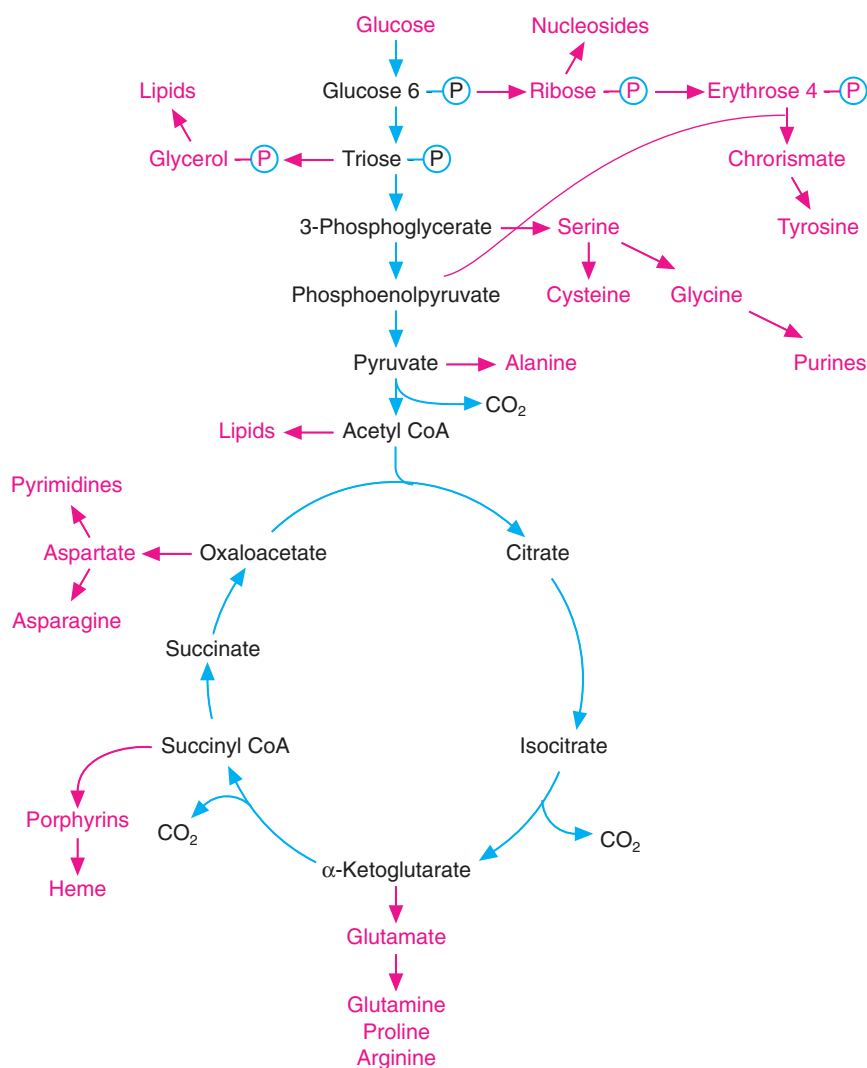 Glucose
Nucleosides
Lipids
Glucose 6 P
Ribose P
Erythrose 4 P
Glycerol P
Triose P
Chrorismate
3-Phosphoglycerate
Serine
Tyrosine
Phosphoenolpyruvate
Cysteine
Glycine
Pyruvate
Alanine
Purines
CO₂
Lipids
Acetyl CoA
Pyrimidines
Aspartate
Oxaloacetate
Citrate
Asparagine
Succinate
Succinyl CoA
Isocitrate
Porphyrins
CO₂
CO₂
Heme
α-Ketoglutarate
Glutamate
Glutamine
Proline
Arginine